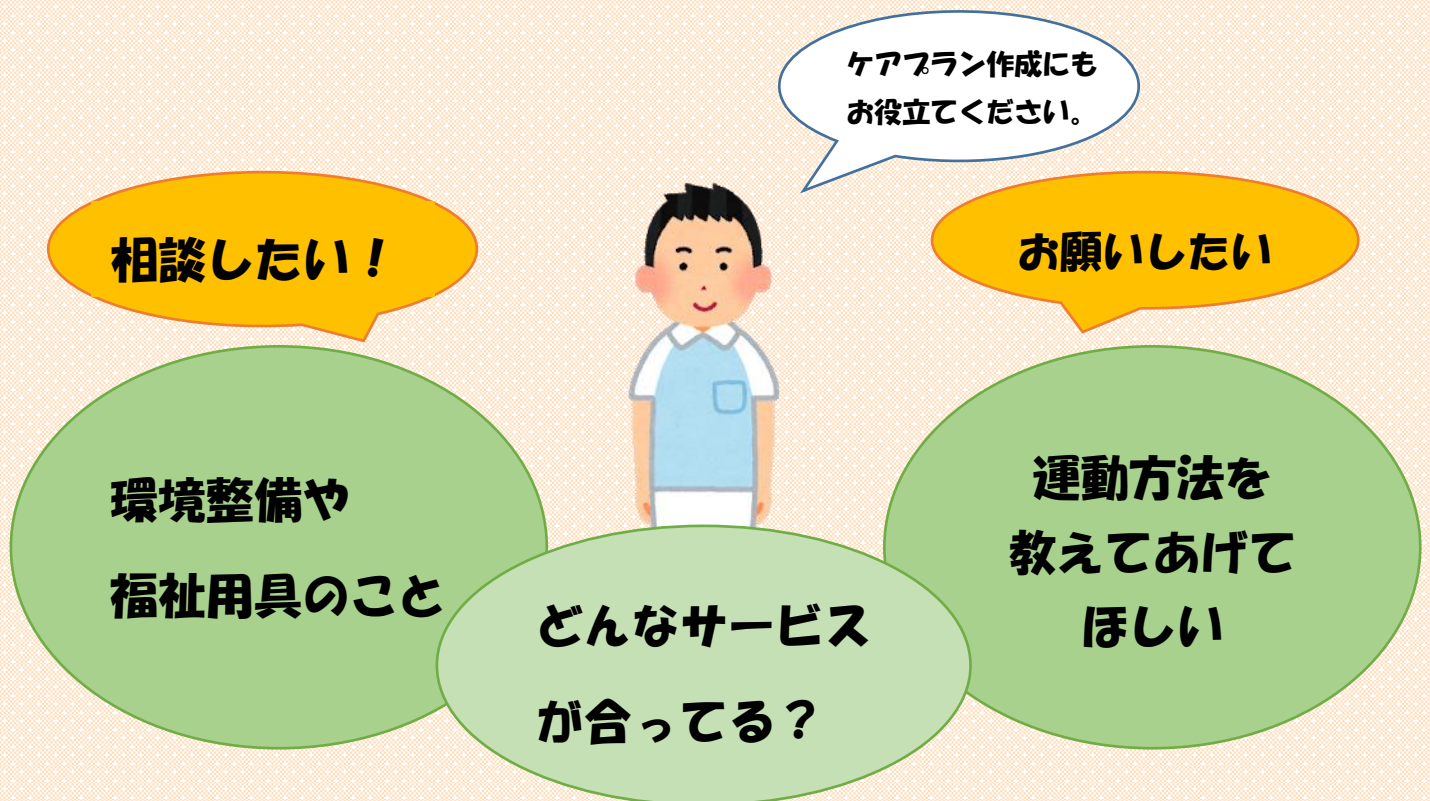 ケアプラン作成にも
お役立てください。
相談したい！
お願いしたい
環境整備や
福祉用具のこと
運動方法を
教えてあげて
ほしい
どんなサービス
が合ってる？